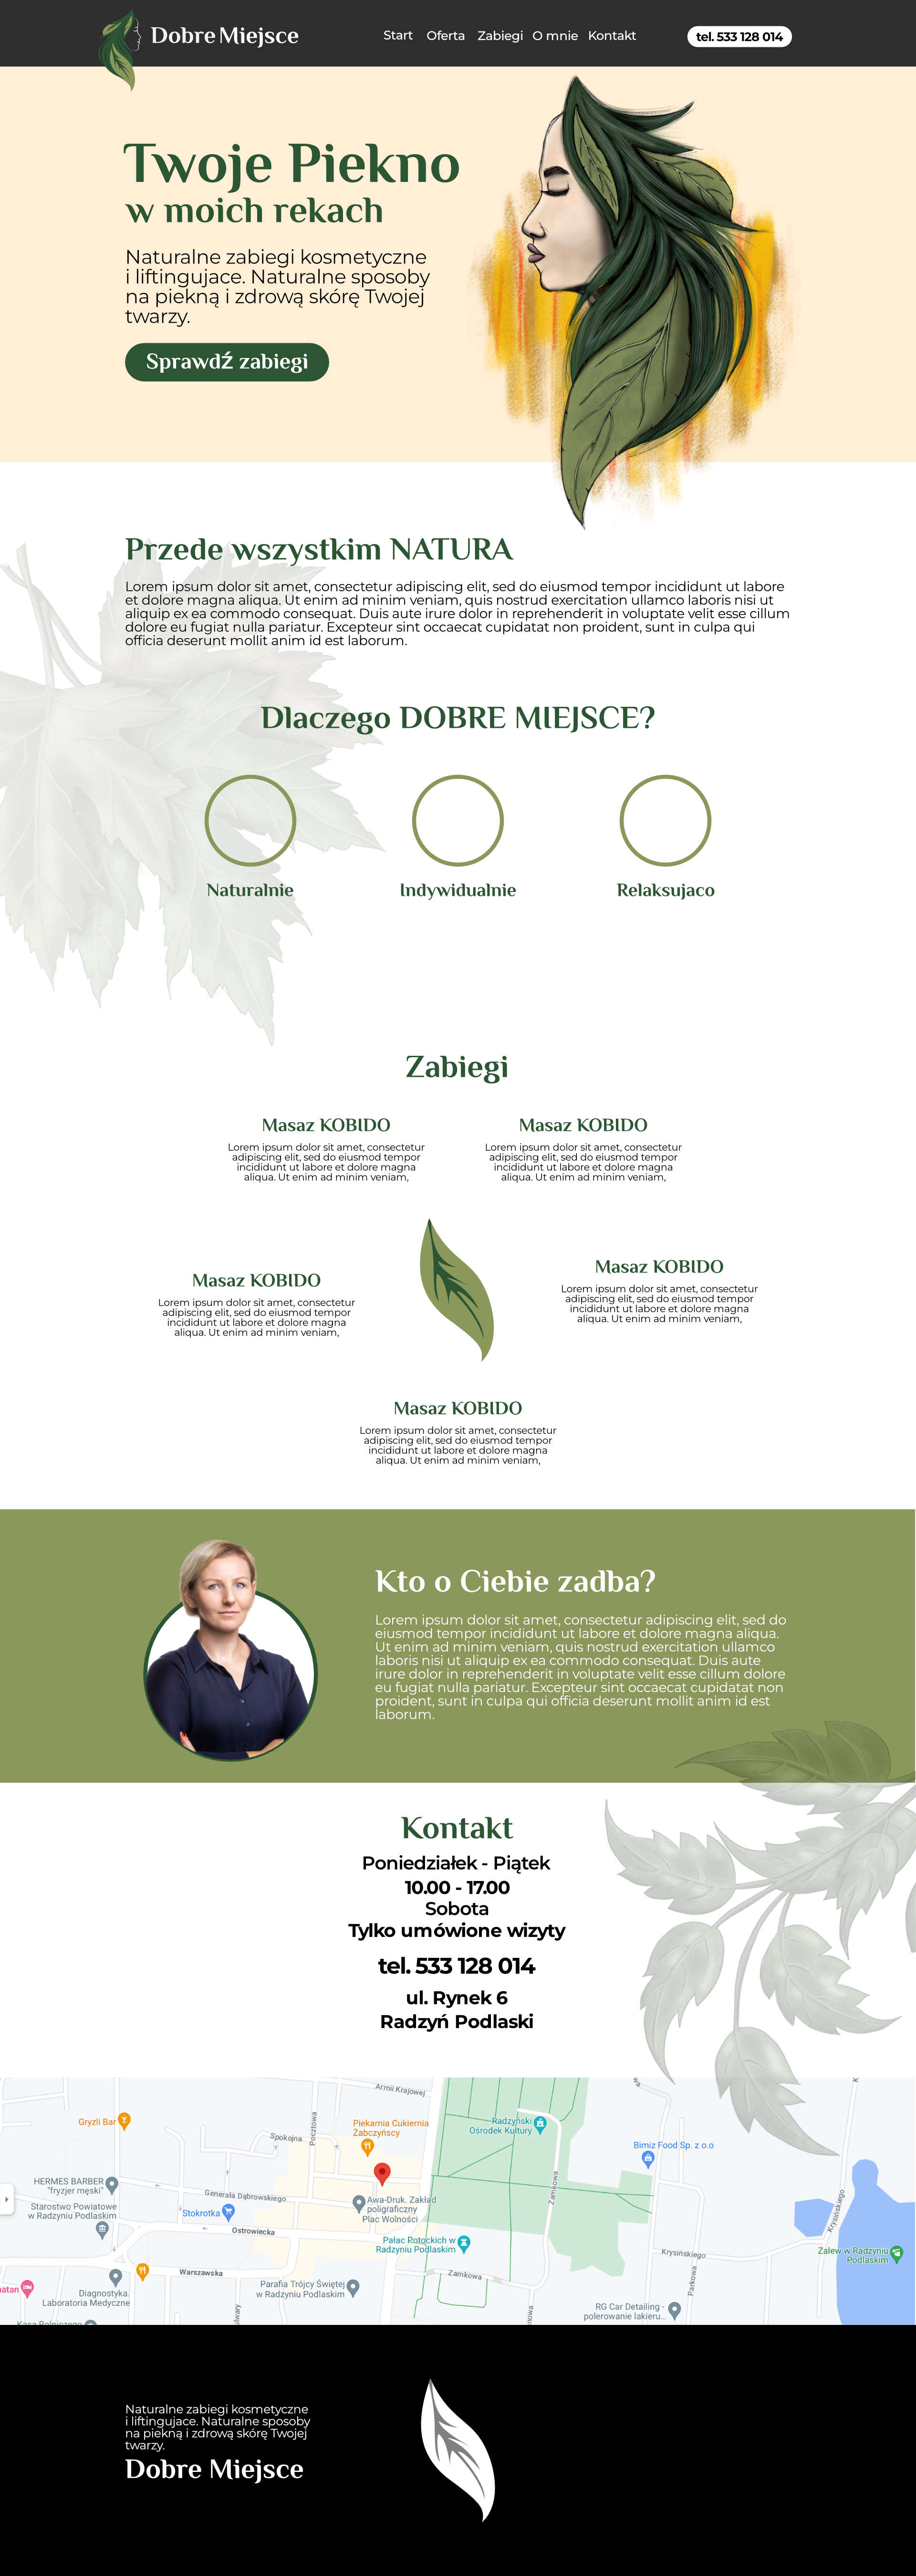 Dobre Miejsce
Start Oferta Zabiegi O mnie Kontakt
tel. 533 128 014
Twoje Piekno
w moich rekach
Naturalne zabiegi kosmetyczne
i liftingujace. Naturalne sposoby
na piekną i zdrową skórę Twojej
twarzy.
Sprawdź zabiegi
Przede wszystkim NATURA
Lorem ipsum dolor sit amet, consectetur adipiscing elit, sed do eiusmod tempor incididunt ut labore
et dolore magna aliqua. Ut enim ad minim veniam, quis nostrud exercitation ullamco laboris nisi ut
aliquip ex ea commodo consequat. Duis aute irure dolor in reprehenderit in voluptate velit esse cillum
dolore eu fugiat nulla pariatur. Excepteur sint occaecat cupidatat non proident, sunt in culpa qui
officia deserunt mollit anim id est laborum.
Dlaczego DOBRE MIEJSCE?
Naturalnie
Indywidualnie
Relaksujaco
Zabiegi
Masaz KOBIDO
Lorem ipsum dolor sit amet, consectetur
adipiscing elit, sed do eiusmod tempor
incididunt ut labore et dolore magna
aliqua. Ut enim ad minim veniam,
Masaz KOBIDO
Lorem ipsum dolor sit amet, consectetur
adipiscing elit, sed do eiusmod tempor
incididunt ut labore et dolore magna
aliqua. Ut enim ad minim veniam,
Masaz KOBIDO
Lorem ipsum dolor sit amet, consectetur
adipiscing elit, sed do eiusmod tempor
incididunt ut labore et dolore magna
aliqua. Ut enim ad minim veniam,
Masaz KOBIDO
Lorem ipsum dolor sit amet, consectetur
adipiscing elit, sed do eiusmod tempor
incididunt ut labore et dolore magna
aliqua. Ut enim ad minim veniam,
Masaz KOBIDO
Lorem ipsum dolor sit amet, consectetur
adipiscing elit, sed do eiusmod tempor
incididunt ut labore et dolore magna
aliqua. Ut enim ad minim veniam,
Kto o Ciebie zadba?
Lorem ipsum dolor sit amet, consectetur adipiscing elit, sed do
eiusmod tempor incididunt ut labore et dolore magna aliqua.
Ut enim ad minim veniam, quis nostrud exercitation ullamco
laboris nisi ut aliquip ex ea commodo consequat. Duis aute
irure dolor in reprehenderit in voluptate velit esse cillum dolore
eu fugiat nulla pariatur. Excepteur sint occaecat cupidatat non
proident, sunt in culpa qui officia deserunt mollit anim id est
laborum.
Kontakt
Poniedziałek - Piątek
10.00 - 17.00
Sobota
Tylko umówione wizyty
tel. 533 128 014
ul. Rynek 6
Radzyń Podlaski
Armii Krajowej
Gryzli Bar
Pocztowa
Spokojna
Piekarnia Cukiernia
Żabczyńscy
Radzyński
Ośrodek Kultury
Bimiz Food Sp. z o.o
HERMES BARBER
"fryzjer męski"
Starostwo Powiatowe
w Radzyniu Podlaskim
Generała Dąbrowskiego
Stokrotka
Awa-Druk. Zakład
poligraficzny
Plac Wolności
Zamkowa
Krysińskiego
Ostrowiecka
Pałac Potockich w
Radzyniu Podlaskim
Krysińskiego
Zalew w Radzyniu
Podlaskim
Warszawska
Zamkowa
Parkowa
Diagnostyka.
Laboratoria Medyczne
Parafia Trójcy Świętej
w Radzyniu Podlaskim
RG Car Detailing -
polerowanie lakieru...
Naturalne zabiegi kosmetyczne
i liftingujace. Naturalne sposoby
na piekną i zdrową skórę Twojej
twarzy.
Dobre Miejsce